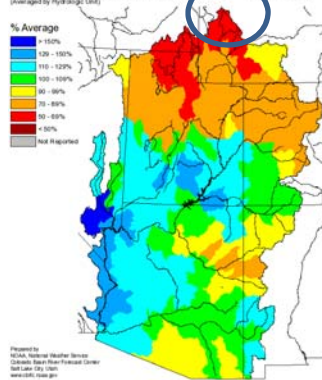 (Averaged by Hydrologic Unit)
% Average
> 150%
129 - 150%
110 - 129%
100 - 109%
90 - 99%
70 - 89%
50 - 69%
< 50%
Not Reported
Prepared by
NOAA, National Weather Service
Colorado Basin River Forecast Center
Salt Lake City, Utah
www.cbrfc.noaa.gov